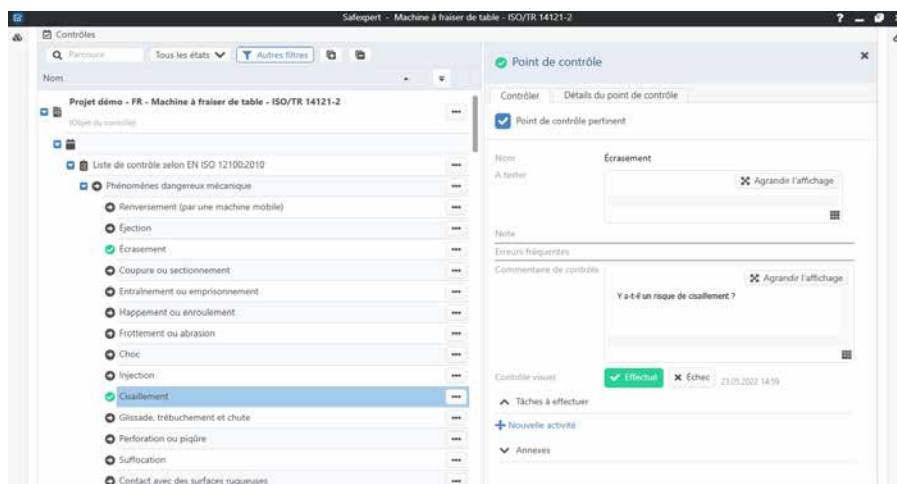 Safexpert - Machine à fraiser de table - ISO/TR 14121-2
Contrôles
Parcourir
Tous les états
Autres filtres
Nom
Projet démo - FR - Machine à fraiser de table - ISO/TR 14121-2
(Objet du contrôle)
Liste de contrôle selon EN ISO 12100:2010
Phénomènes dangereux mécanique
Renversement (par une machine mobile)
Éjection
Écrasement
Coupure ou sectionnement
Entraînement ou emprisonnement
Happement ou enroulement
Frottement ou abrasion
Choc
Injection
Cisaillement
Glissade, trébuchement et chute
Perforation ou piqûre
Suffocation
Contact avec des surfaces rugueuses
Point de contrôle
Contrôler
Détails du point de contrôle
Point de contrôle pertinent
Nom
Écrasement
A tester
Agrandir l'affichage
Note
Erreurs fréquentes
Commentaire de contrôle
Agrandir l'affichage
Y a-t-il un risque de cisaillement ?
Contrôle visuel
Effectué
Échec
23.05.2022 14:59
Tâches à effectuer
Nouvelle activité
Annexes